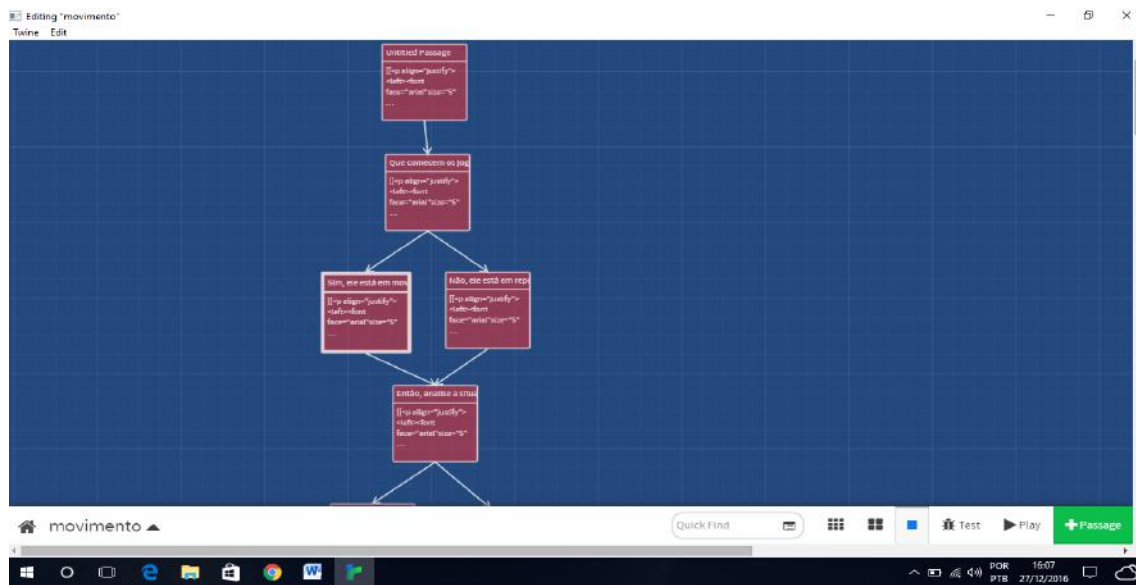 Editing "movimento"
Twine Edit
Untitled Passage
[[<p align="justify">
<left><font
face="arial"size="5"
....
Que comecem os jog
[[<p align="justify">
<left><font
face="arial"size="5"
....
Sim, ele está em mov
[[<p align="justify">
<left><font
face="arial"size="5"
....
Não, ele está em repo
[[<p align="justify">
<left><font
face="arial"size="5"
....
Então, analise a situa
[[<p align="justify">
<left><font
face="arial"size="5"
....
movimento
Quick Find
Test
Play
+Passage
POR
PTB
16:07
27/12/2016